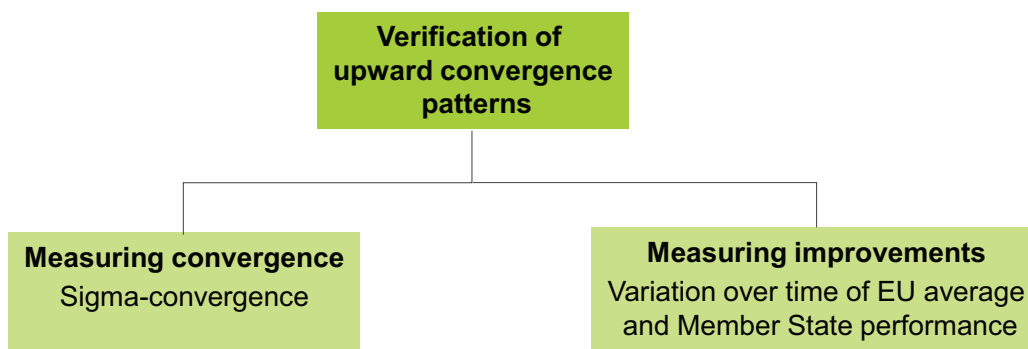 Verification of
upward convergence
patterns
Measuring convergence
Sigma-convergence
Measuring improvements
Variation over time of EU average
and Member State performance